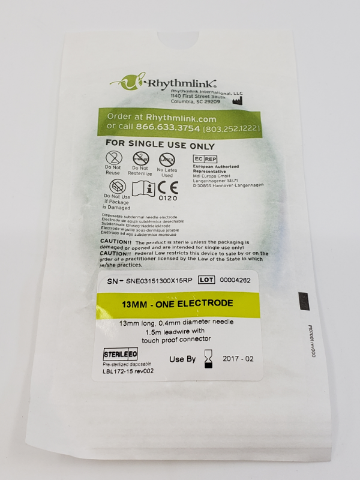 Rhythmlink®
Rhythmlink International, LLC
1140 First Street South
Columbia, SC 29209
Order at Rhythmlink.com
or call 866.633.3754 (803.252.1222)
FOR SINGLE USE ONLY
Do Not Reuse
Do Not Resterilize
No Latex
EC REP
European Authorized
Representative
Do Not Use
if Package
is Damaged
CE
0120
Disposable subdermal needle electrode
CAUTION!! The product is sterile unless the packaging is
damaged or opened and are intended for single use only.
CAUTION!! Federal Law restricts this device to sale by or on the
order of a practitioner licensed by the Law of the State in which
he/she practices.
SN- SNE03151300X15RP LOT 00004262
13MM - ONE ELECTRODE
13mm long, 0.4mm diameter needle
1.5m leadwire with
touch proof connector
STERILE EO
Pre-sterilized disposable
LBL172-15 rev002
Use By 2017 - 02